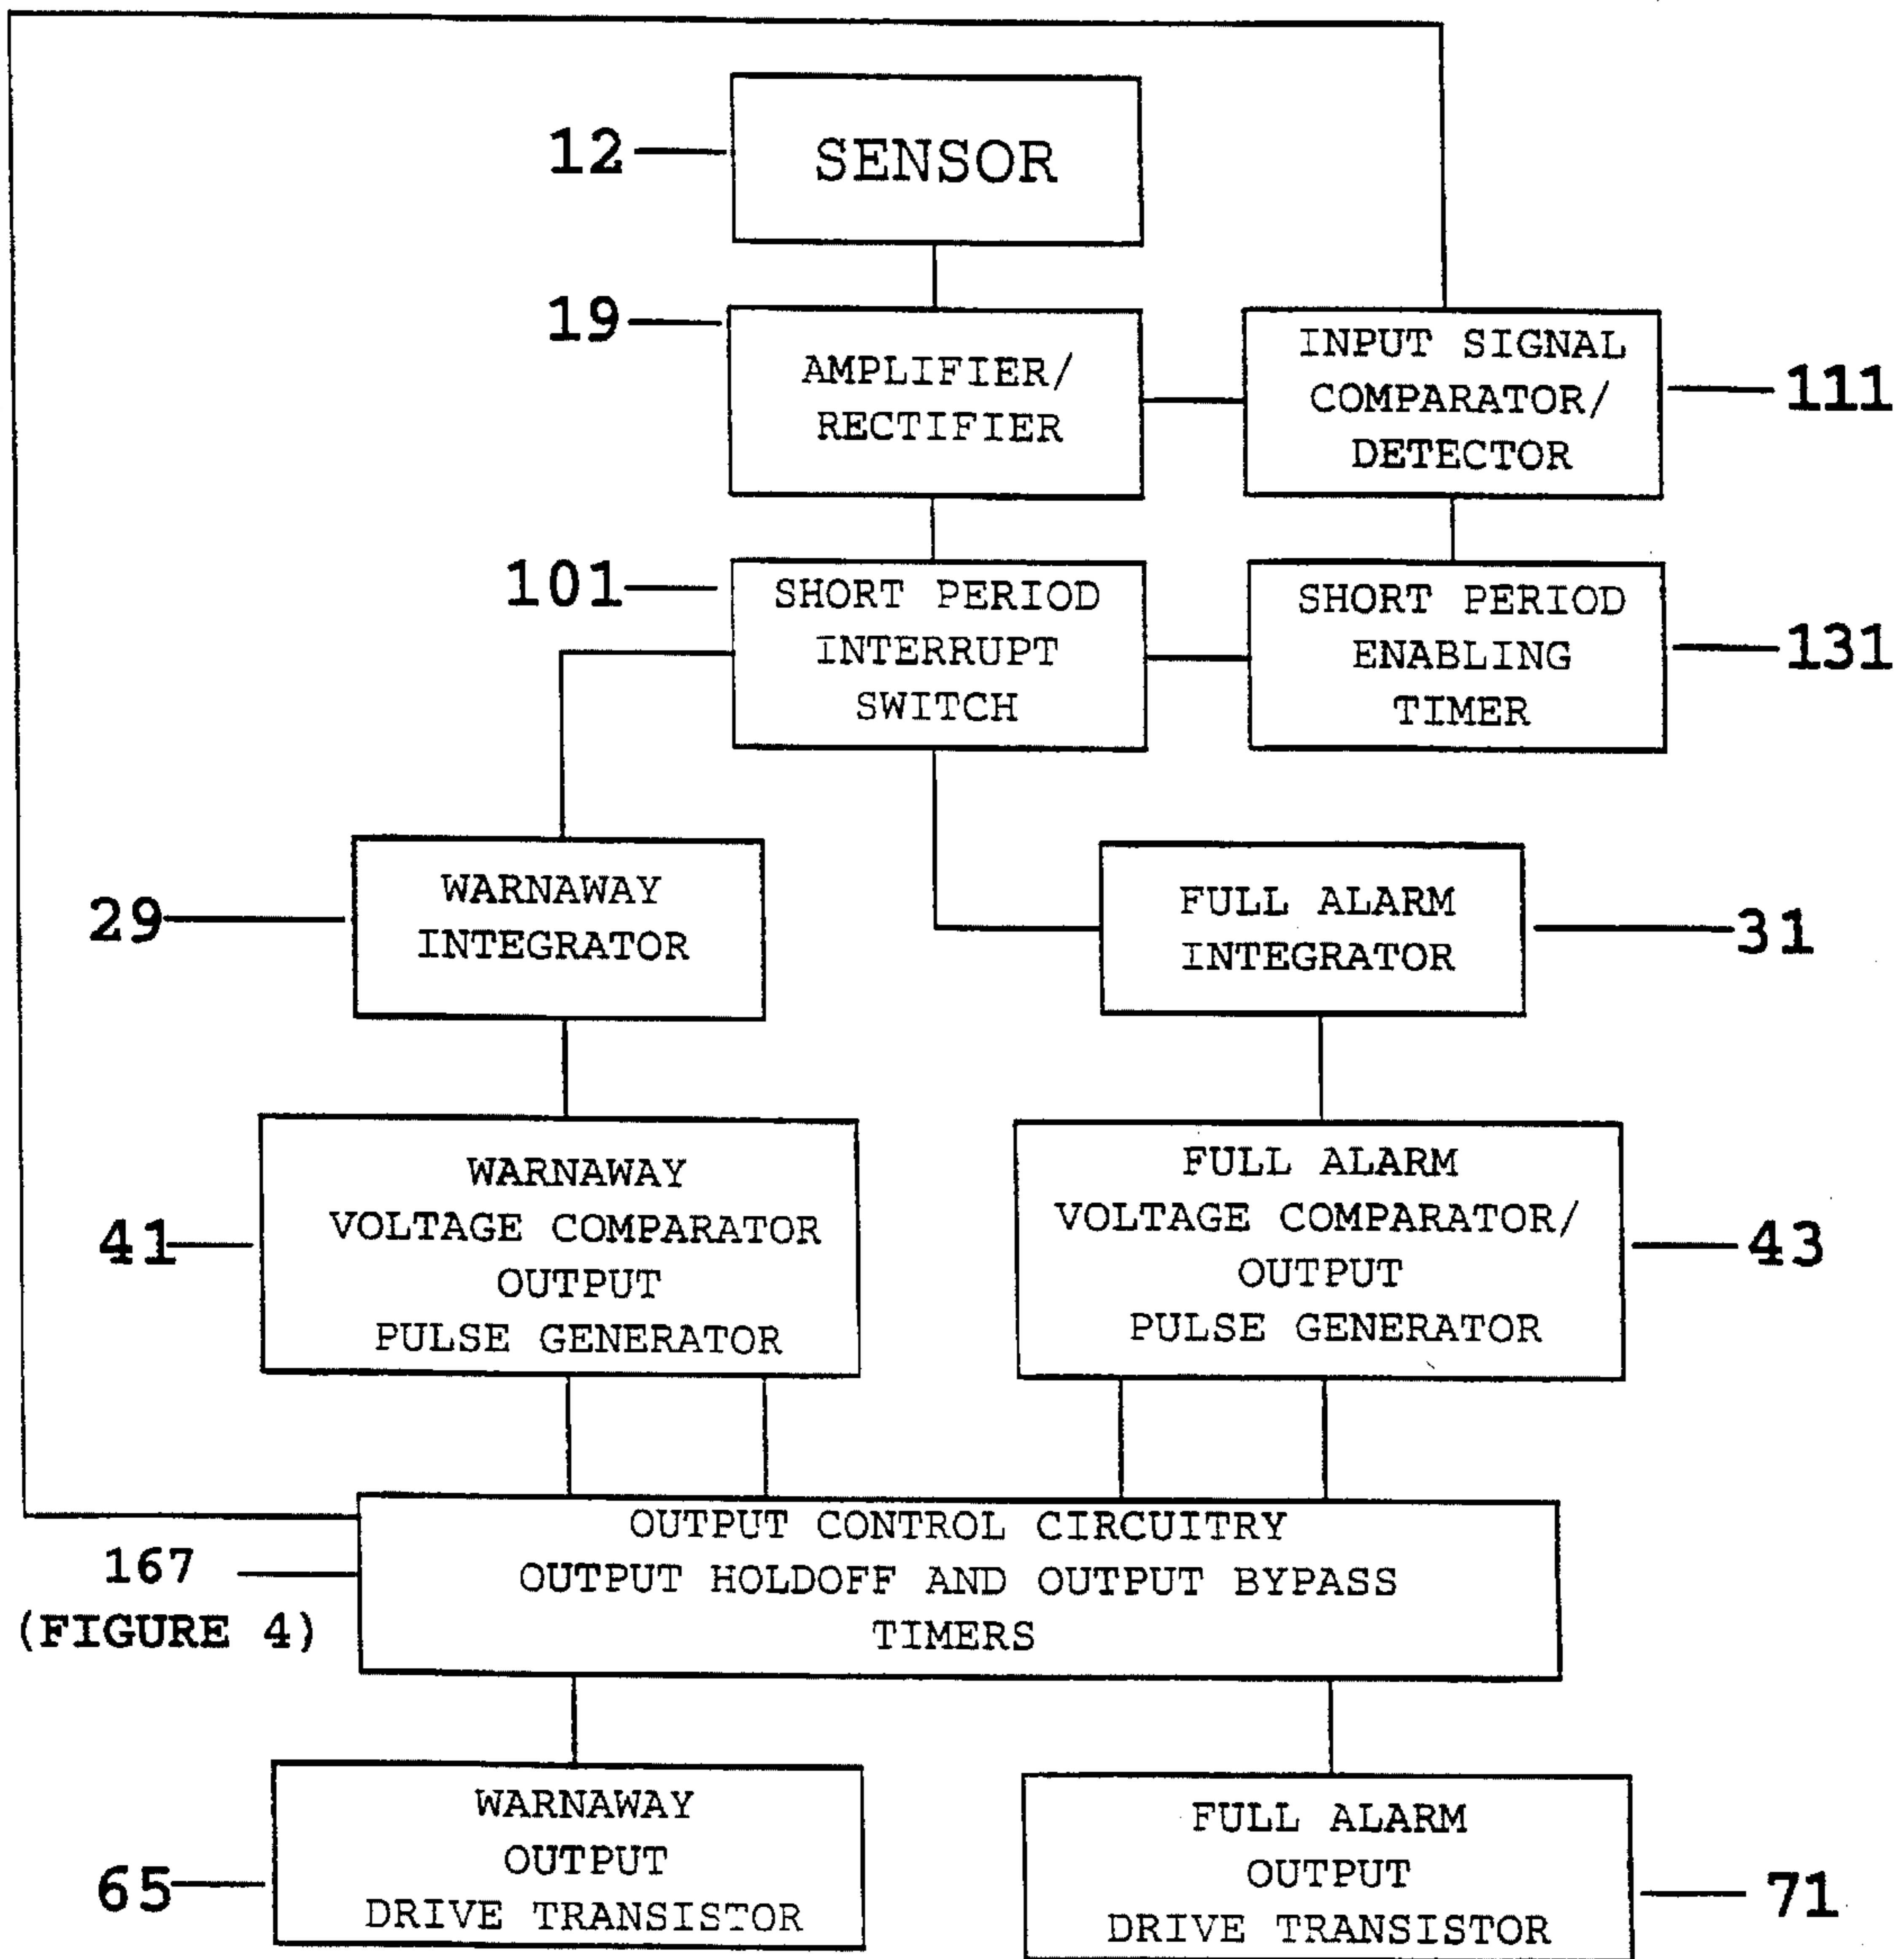 12
SENSOR
19
AMPLIFIER/
RECTIFIER
INPUT SIGNAL
COMPARATOR/
DETECTOR
111
101
SHORT PERIOD
INTERRUPT
SWITCH
SHORT PERIOD
ENABLING
TIMER
131
29
WARNAWAY
INTEGRATOR
FULL ALARM
INTEGRATOR
31
41
WARNAWAY
VOLTAGE COMPARATOR
OUTPUT
PULSE GENERATOR
FULL ALARM
VOLTAGE COMPARATOR/
OUTPUT
PULSE GENERATOR
43
167
(FIGURE 4)
OUTPUT CONTROL CIRCUITRY
OUTPUT HOLDOFF AND OUTPUT BYPASS
TIMERS
65
WARNAWAY
OUTPUT
DRIVE TRANSISTOR
FULL ALARM
OUTPUT
DRIVE TRANSISTOR
71